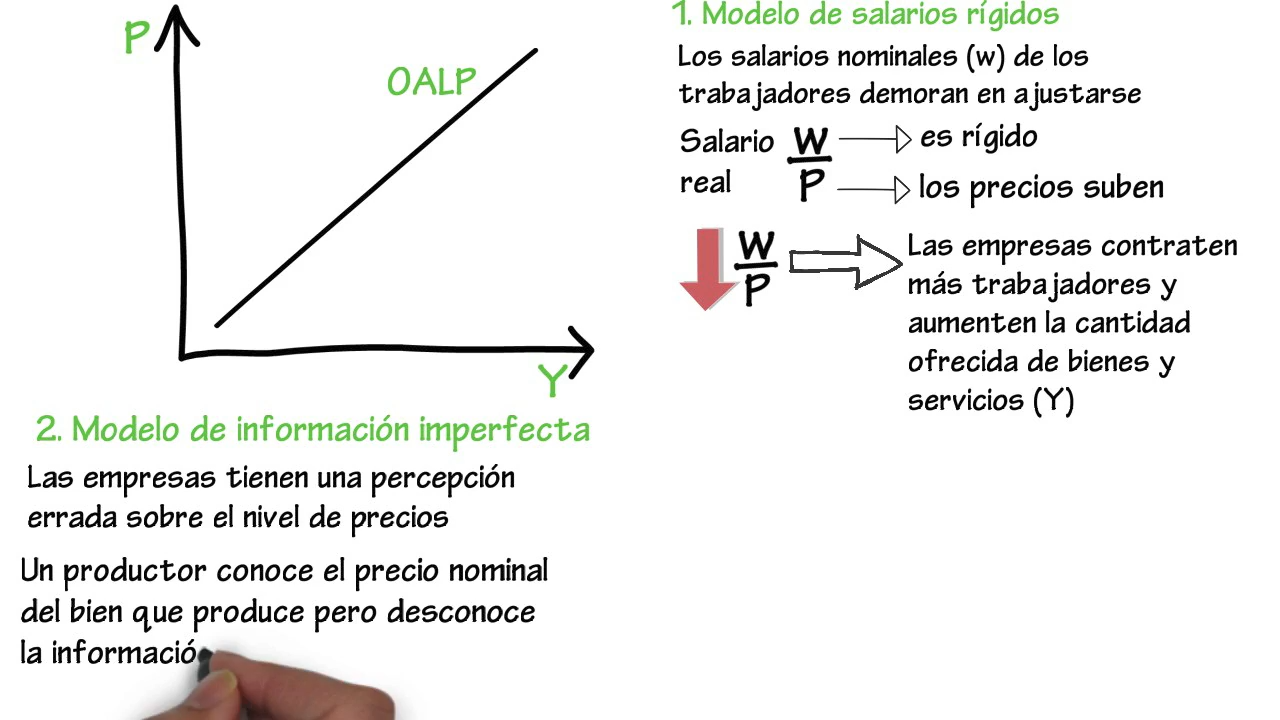 P
OALP
Y
1. Modelo de salarios rígidos
Los salarios nominales (w) de los
trabajadores demoran en ajustarse
Salario
real
W
P
es rígido
los precios suben
W
P
Las empresas contraten
más trabajadores y
aumenten la cantidad
ofrecida de bienes y
servicios (Y)
2. Modelo de información imperfecta
Las empresas tienen una percepción
errada sobre el nivel de precios
Un productor conoce el precio nominal
del bien que produce pero desconoce
la informació